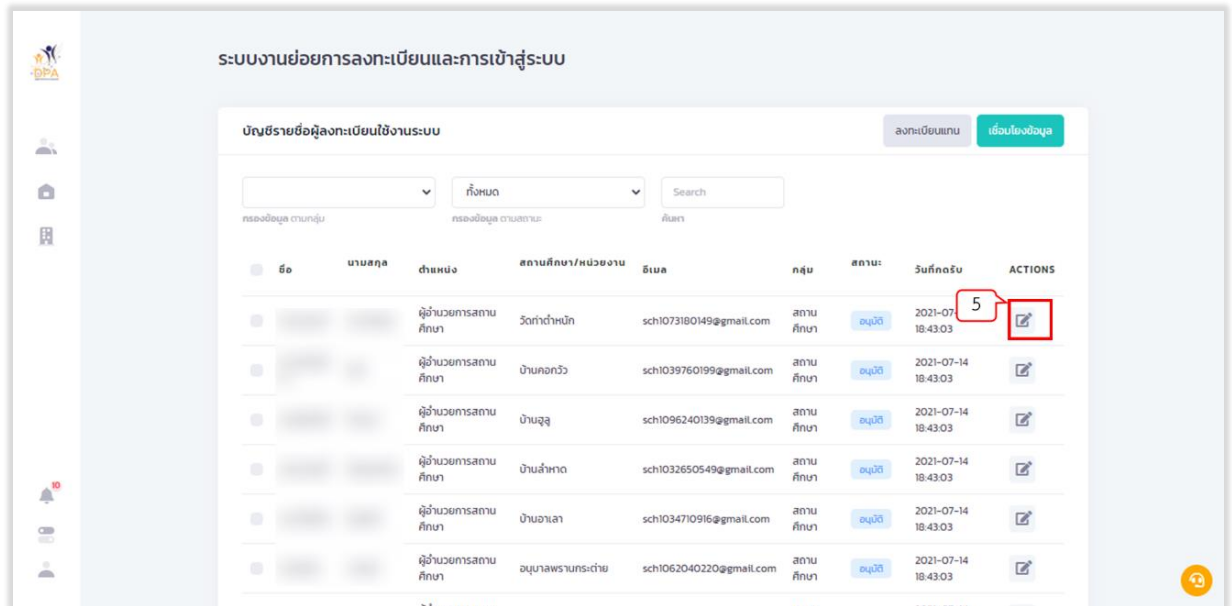 DPA
ระบบงานย่อยการลงทะเบียนและการเข้าสู่ระบบ
บัญชีรายชื่อผู้ลงทะเบียนใช้งานระบบ
ลงทะเบียนแทน
เชื่อมโยงข้อมูล
ทั้งหมด
Search
กรองข้อมูล ตามกลุ่ม
กรองข้อมูล ตามสถานะ
ค้นหา
ชื่อ นามสกุล ตำแหน่ง สถานศึกษา/หน่วยงาน อีเมล กลุ่ม สถานะ วันที่กดรับ ACTIONS
5
ผู้อำนวยการสถาน วัดท่าตำหนัก sch1073180149@gmail.com สถาน อนุมัติ 2021-07-
ศึกษา ศึกษา 18:43:03
ผู้อำนวยการสถาน บ้านคอกวัว sch1039760199@gmail.com สถาน อนุมัติ 2021-07-14
ศึกษา ศึกษา 18:43:03
ผู้อำนวยการสถาน บ้านฮูลู sch1096240139@gmail.com สถาน อนุมัติ 2021-07-14
ศึกษา ศึกษา 18:43:03
ผู้อำนวยการสถาน บ้านลำหาด sch1032650549@gmail.com สถาน อนุมัติ 2021-07-14
ศึกษา ศึกษา 18:43:03
ผู้อำนวยการสถาน บ้านอาเลา sch1034710916@gmail.com สถาน อนุมัติ 2021-07-14
ศึกษา ศึกษา 18:43:03
10
ผู้อำนวยการสถาน อนุบาลพรานกระต่าย sch1062040220@gmail.com สถาน อนุมัติ 2021-07-14
ศึกษา ศึกษา 18:43:03